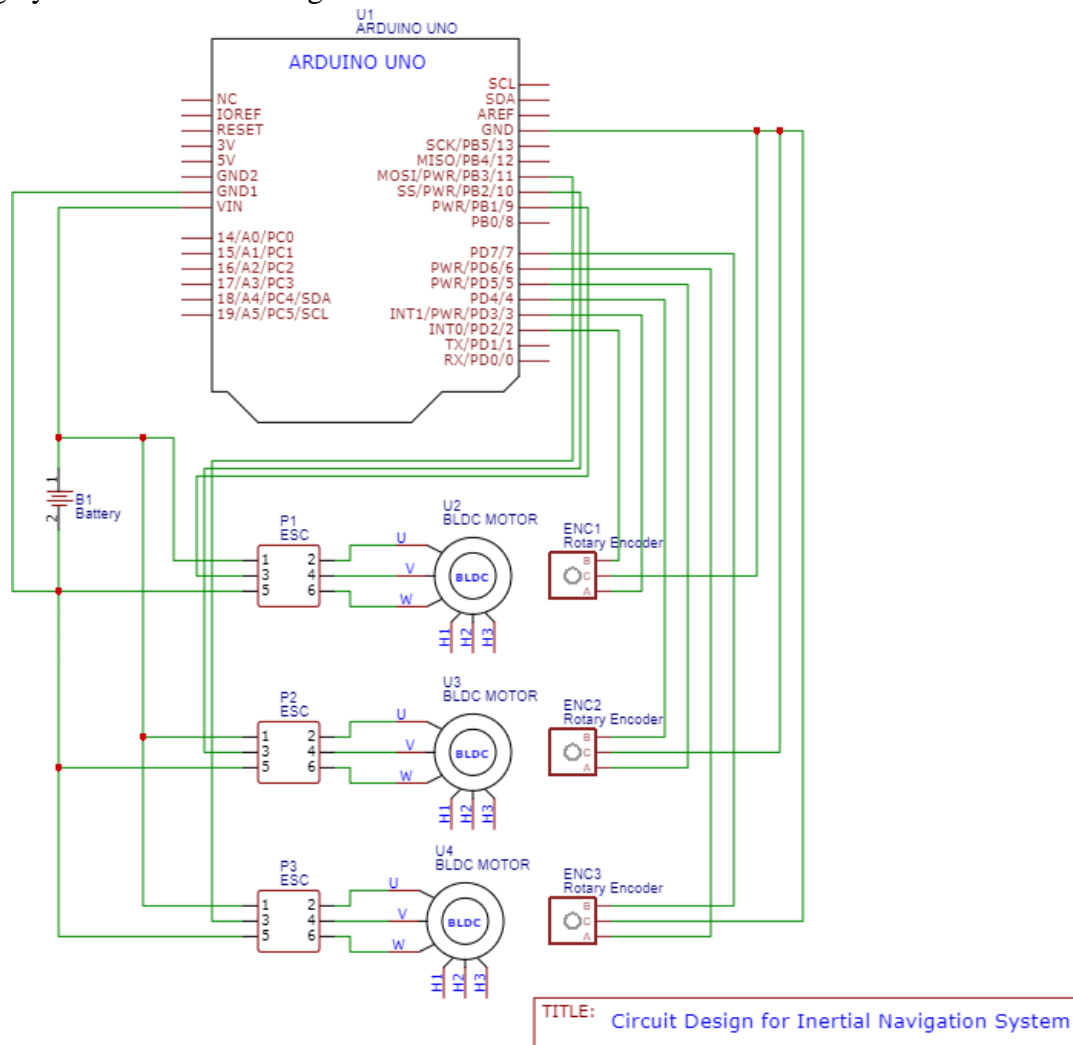 U1
ARDUINO UNO
ARDUINO UNO
NC
IOREF
RESET
3V
5V
GND2
GND1
VIN
14/A0/PC0
15/A1/PC1
16/A2/PC2
17/A3/PC3
18/A4/PC4/SDA
19/A5/PC5/SCL
SCL
SDA
AREF
GND
SCK/PB5/13
MISO/PB4/12
MOSI/PWR/PB3/11
SS/PWR/PB2/10
PWR/PB1/9
PB0/8
PD7/7
PWR/PD6/6
PWR/PD5/5
PD4/4
INT1/PWR/PD3/3
INT0/PD2/2
TX/PD1/1
RX/PD0/0
1
2
B1
Battery
P1
ESC
1 2
3 4
5 6
U2
BLDC MOTOR
U
V
W
BLDC
H1 H2 H3
ENC1
Rotary Encoder
B
C
A
P2
ESC
1 2
3 4
5 6
U3
BLDC MOTOR
U
V
W
BLDC
H1 H2 H3
ENC2
Rotary Encoder
B
C
A
P3
ESC
1 2
3 4
5 6
U4
BLDC MOTOR
U
V
W
BLDC
H1 H2 H3
ENC3
Rotary Encoder
B
C
A
TITLE: Circuit Design for Inertial Navigation System